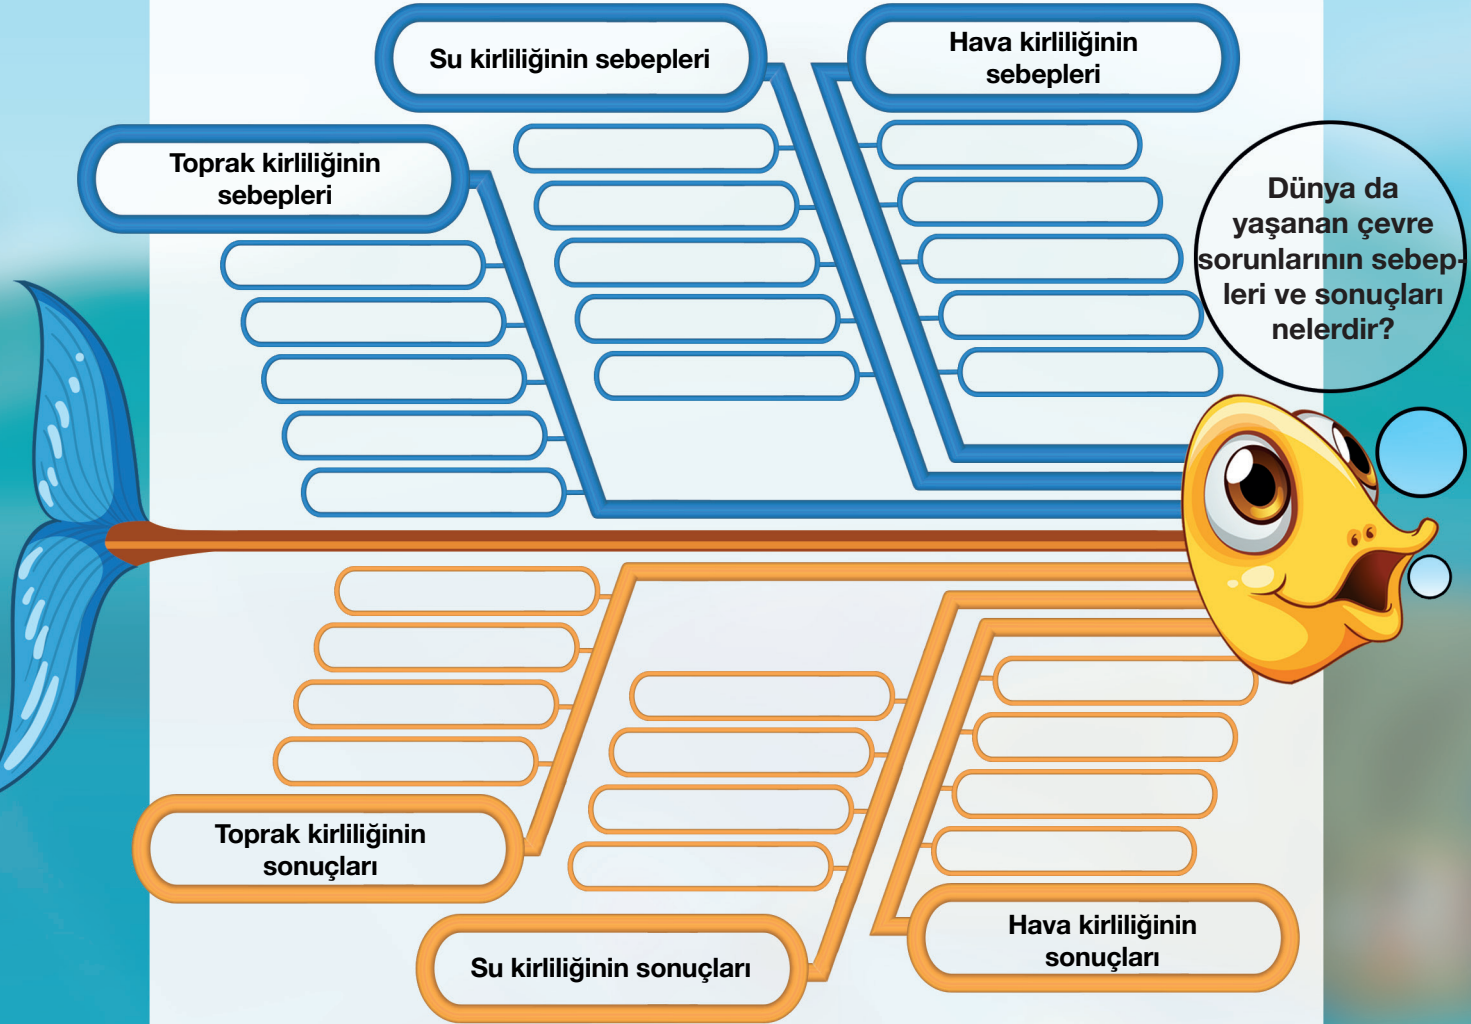 Su kirliliğinin sebepleri
Hava kirliliğinin
sebepleri
Toprak kirliliğinin
sebepleri
Dünya da
yaşanan çevre
sorunlarının sebep-
leri ve sonuçları
nelerdir?
Toprak kirliliğinin
sonuçları
Su kirliliğinin sonuçları
Hava kirliliğinin
sonuçları